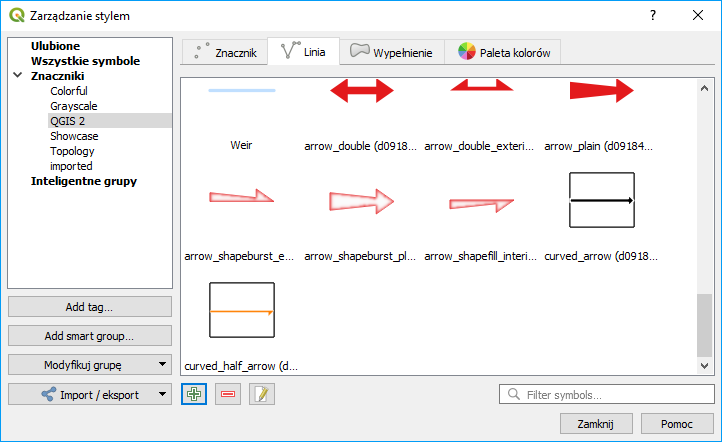 Zarządzanie stylem
?
Ulubione
Wszystkie symbole
Znaczniki
Colorful
Grayscale
QGIS 2
Showcase
Topology
imported
Inteligentne grupy
Add tag...
Add smart group...
Modyfikuj grupę
Import / eksport
Znacznik
Linia
Wypełnienie
Paleta kolorów
Weir
arrow_double (d0918...
arrow_double_exteri...
arrow_plain (d09184...
arrow_shapeburst_e...
arrow_shapeburst_pl...
arrow_shapefill_interi...
curved_arrow (d0918...
curved_half_arrow (d...
Filter symbols...
Zamknij
Pomoc